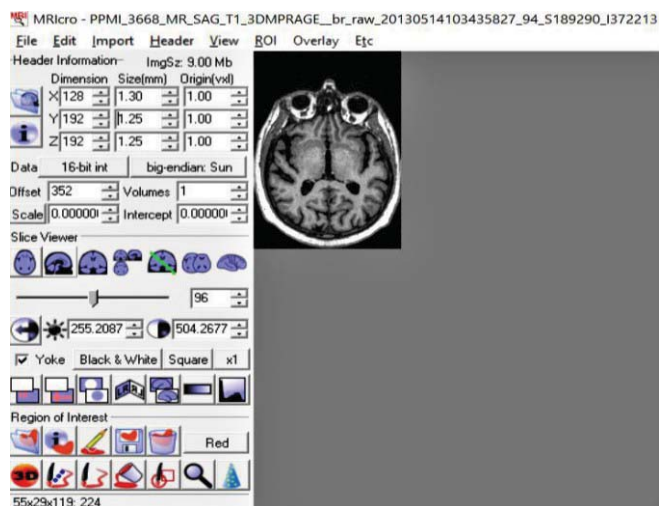 MRIcro - PPMI_3668_MR_SAG_T1_3DMPRAGE__br_raw_20130514103435827_94_S189290_I372213
File Edit Import Header View ROI Overlay Etc
Header Information ImgSz: 9.00 Mb
Dimension Size(mm) Origin(vxl)
X 128 1.30 1.00
Y 192 1.25 1.00
Z 192 1.25 1.00
Data 16-bit int big-endian: Sun
Offset 352 Volumes 1
Scale 0.00000 Intercept 0.00000
Slice Viewer
96
255.2087 504.2677
Yoke Black & White Square x1
Region of Interest
Red
3D
55x29x119: 224